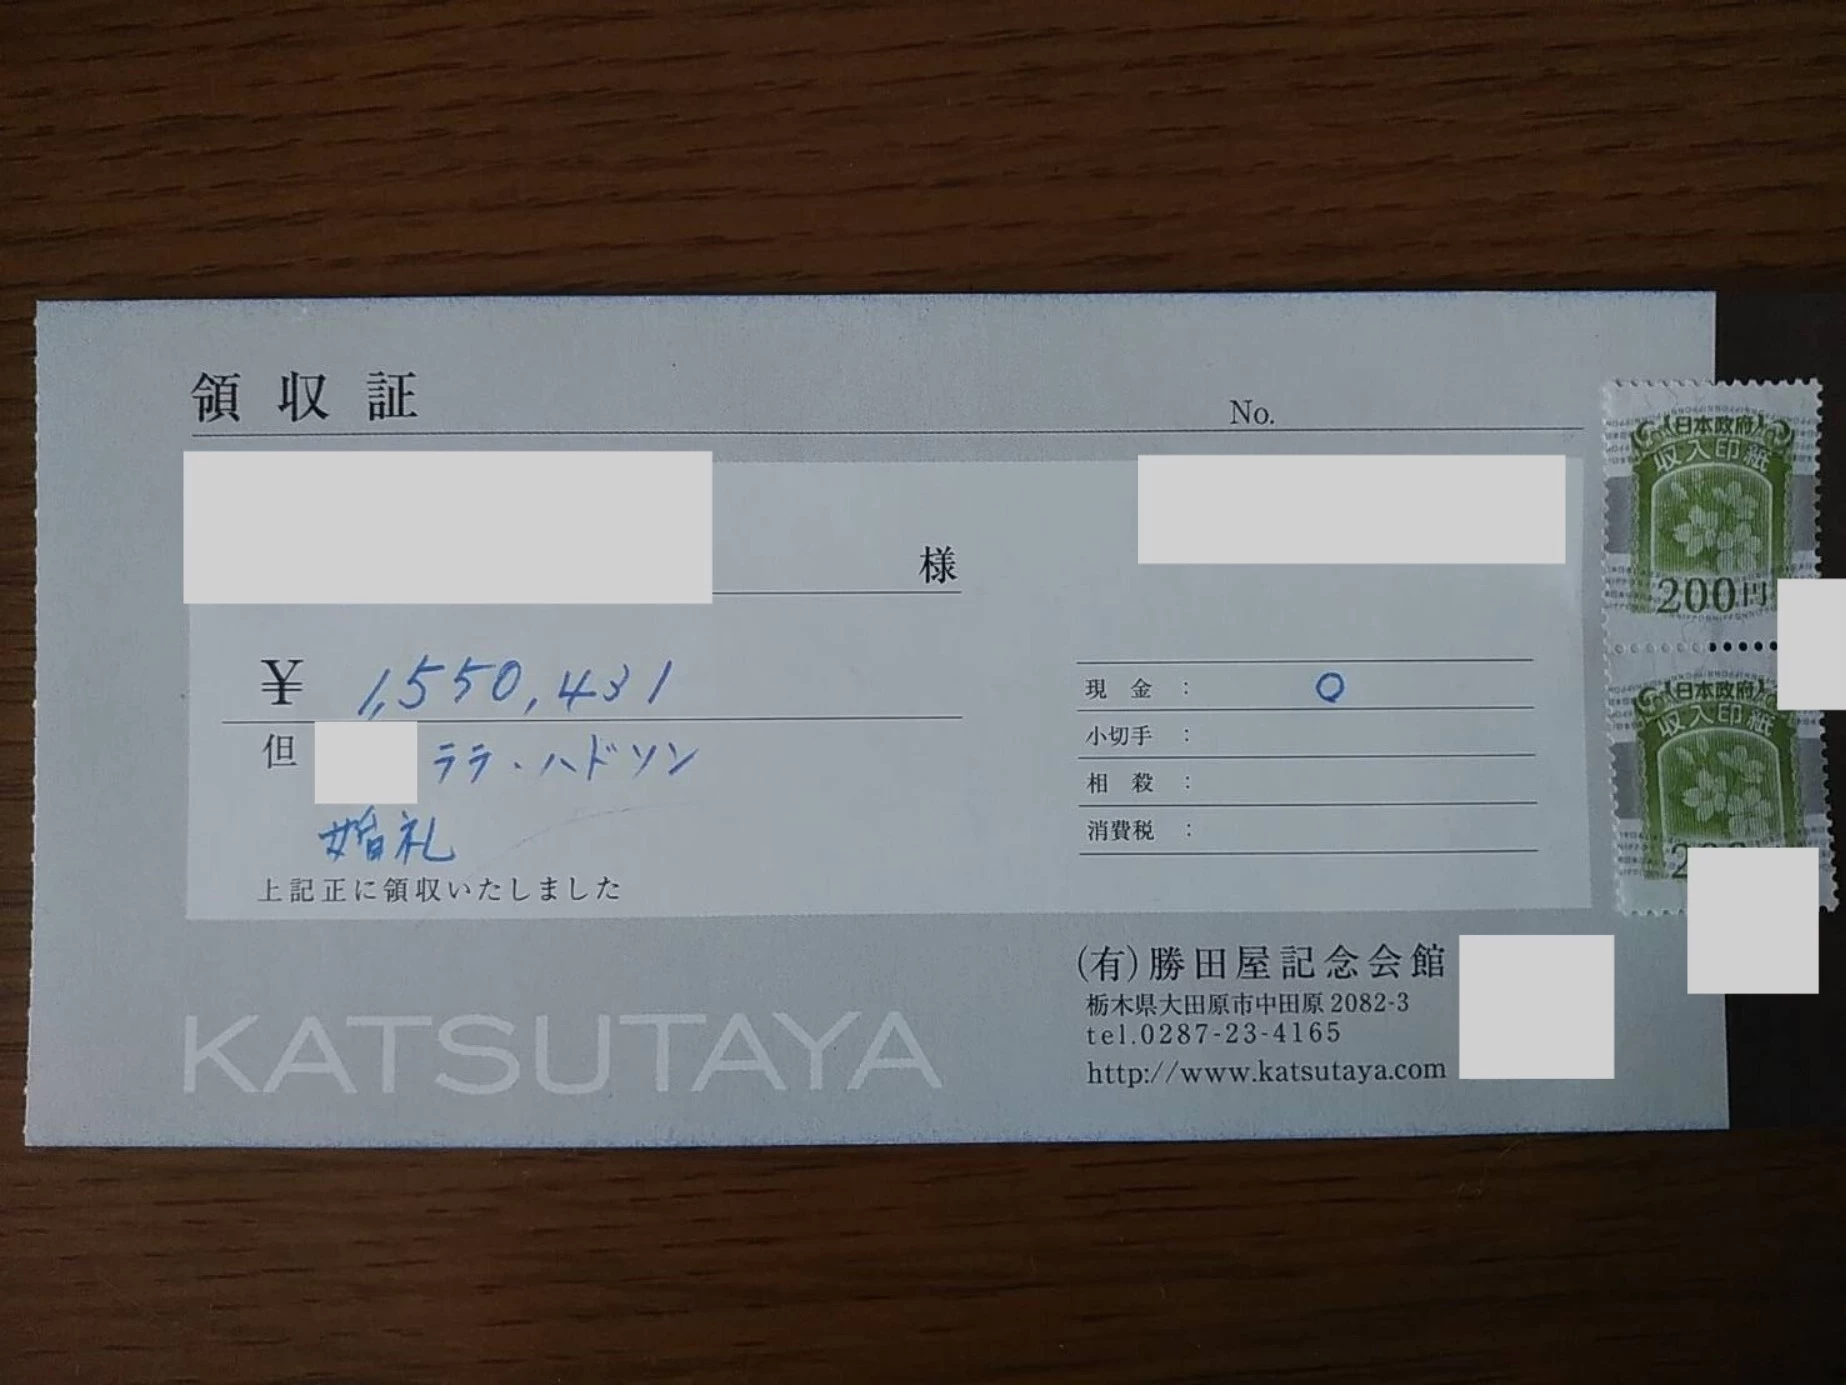 領収証
No.
様
¥ 1,550,431
但 ララ・ハドソン
婚礼
上記正に領収いたしました
現金 : ○
小切手 :
相殺 :
消費税 :
日本政府
収入印紙
200円
日本政府
収入印紙
KATSUTAYA
(有)勝田屋記念会館
栃木県大田原市中田原2082-3
tel.0287-23-4165
http://www.katsutaya.com